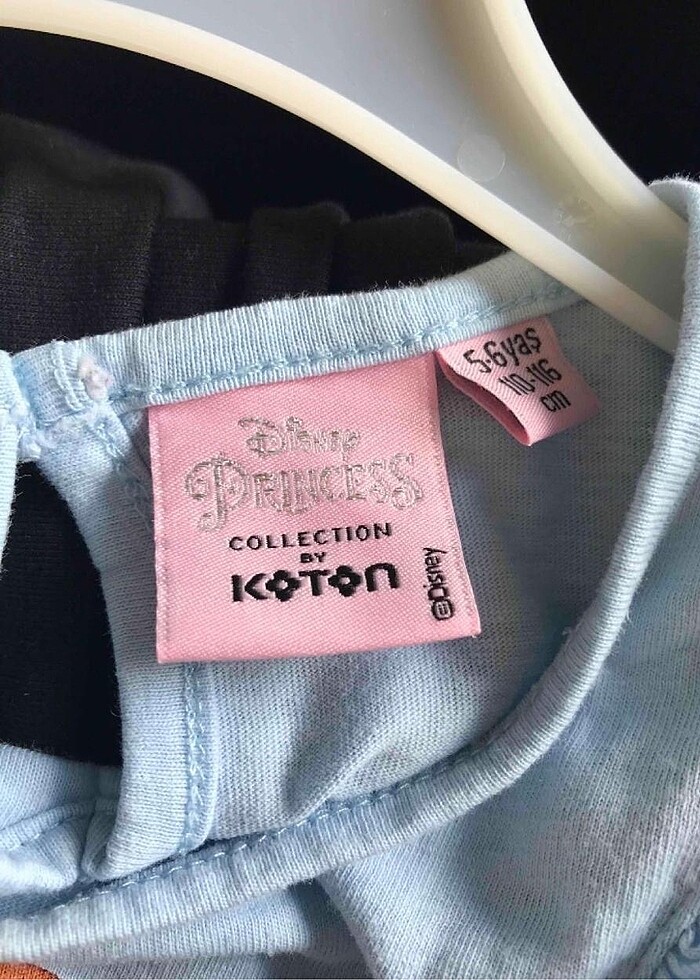 Disney
PRINCESS
COLLECTION
BY
KOTON
©Disney
5-6yaş
110-116
cm